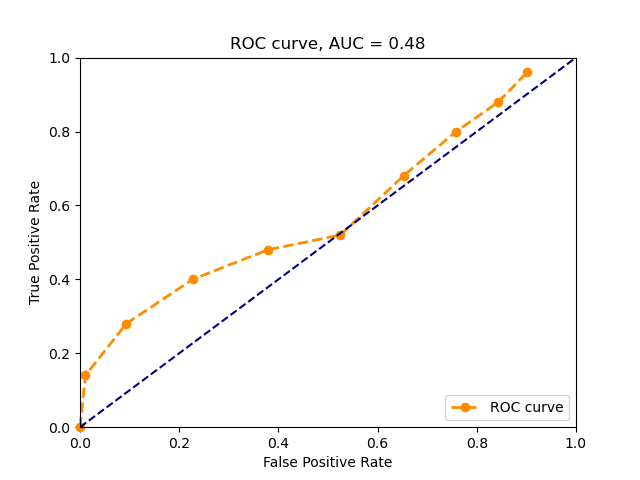 ROC curve, AUC = 0.48
1.0
0.8
0.6
0.4
0.2
0.0
True Positive Rate
ROC curve
0.0 0.2 0.4 0.6 0.8 1.0
False Positive Rate